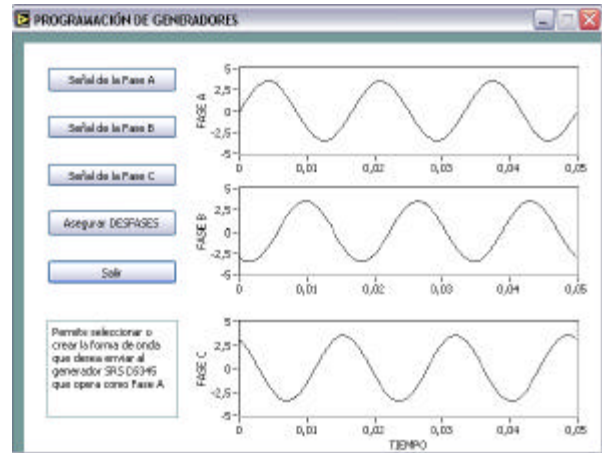 PROGRAMACIÓN DE GENERADORES
Señal de la Fase A
Señal de la Fase B
Señal de la Fase C
Asegurar DESFASES
Salir
Permite seleccionar o
crear la forma de onda
que desea enviar al
generador SRS DS345
que opera como Fase A
FASE A
5
2,5
0
-2,5
-5
0 0,01 0,02 0,03 0,04 0,05
FASE B
5
2,5
0
-2,5
-5
0 0,01 0,02 0,03 0,04 0,05
FASE C
5
2,5
0
-2,5
-5
0 0,01 0,02 0,03 0,04 0,05
TIEMPO